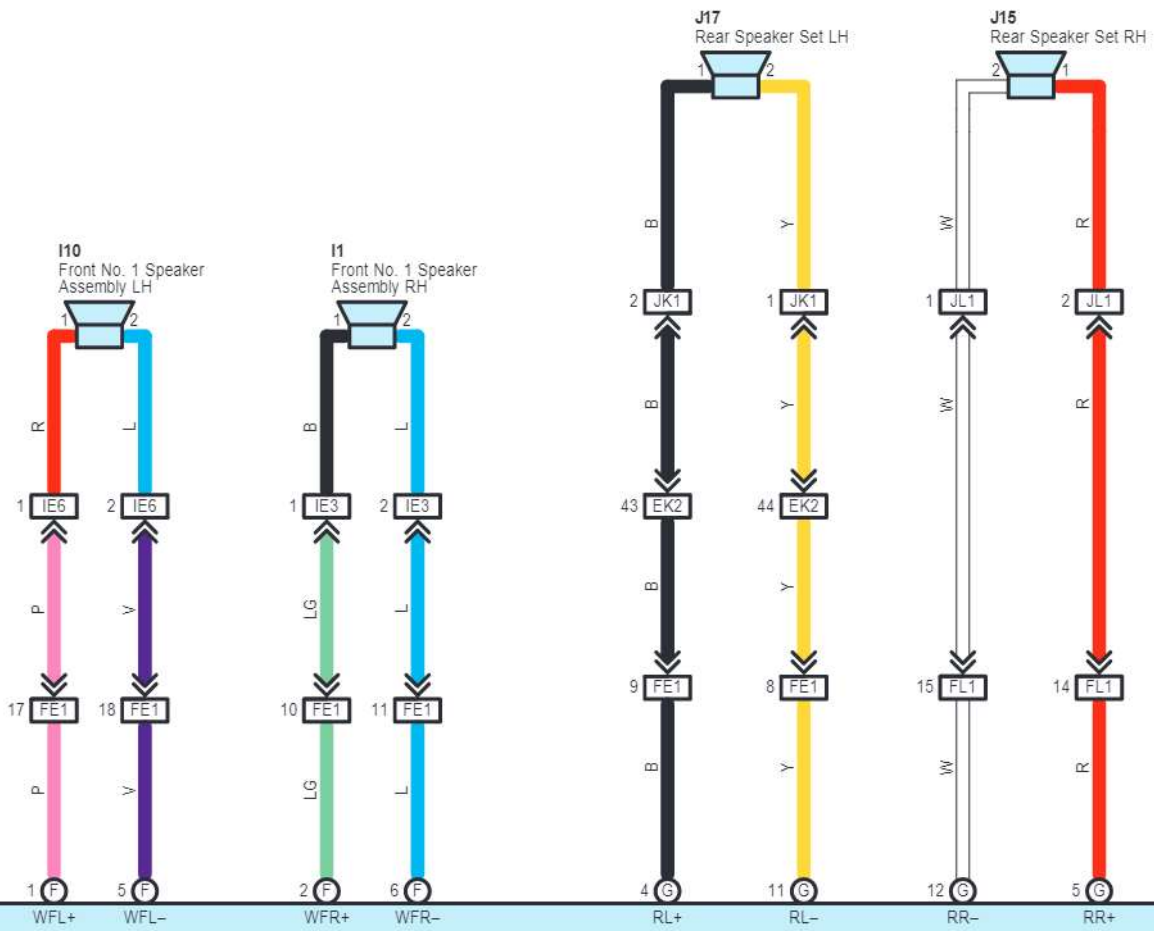 J17
Rear Speaker Set LH
J15
Rear Speaker Set RH
1 2
2 1
B Y W R
I10
Front No. 1 Speaker
Assembly LH
I1
Front No. 1 Speaker
Assembly RH
2 JK1 1 JK1 1 JL1 2 JL1
1 2
1 2
R L B L
B Y W R
1 IE6 2 IE6 1 IE3 2 IE3
43 EK2 44 EK2
P V LG L
B Y
9 FE1 8 FE1 15 FL1 14 FL1
17 FE1 18 FE1 10 FE1 11 FE1
B Y W R
P V LG L
1 F 5 F 2 F 6 F 4 G 11 G 12 G 5 G
WFL+ WFL– WFR+ WFR– RL+ RL– RR– RR+